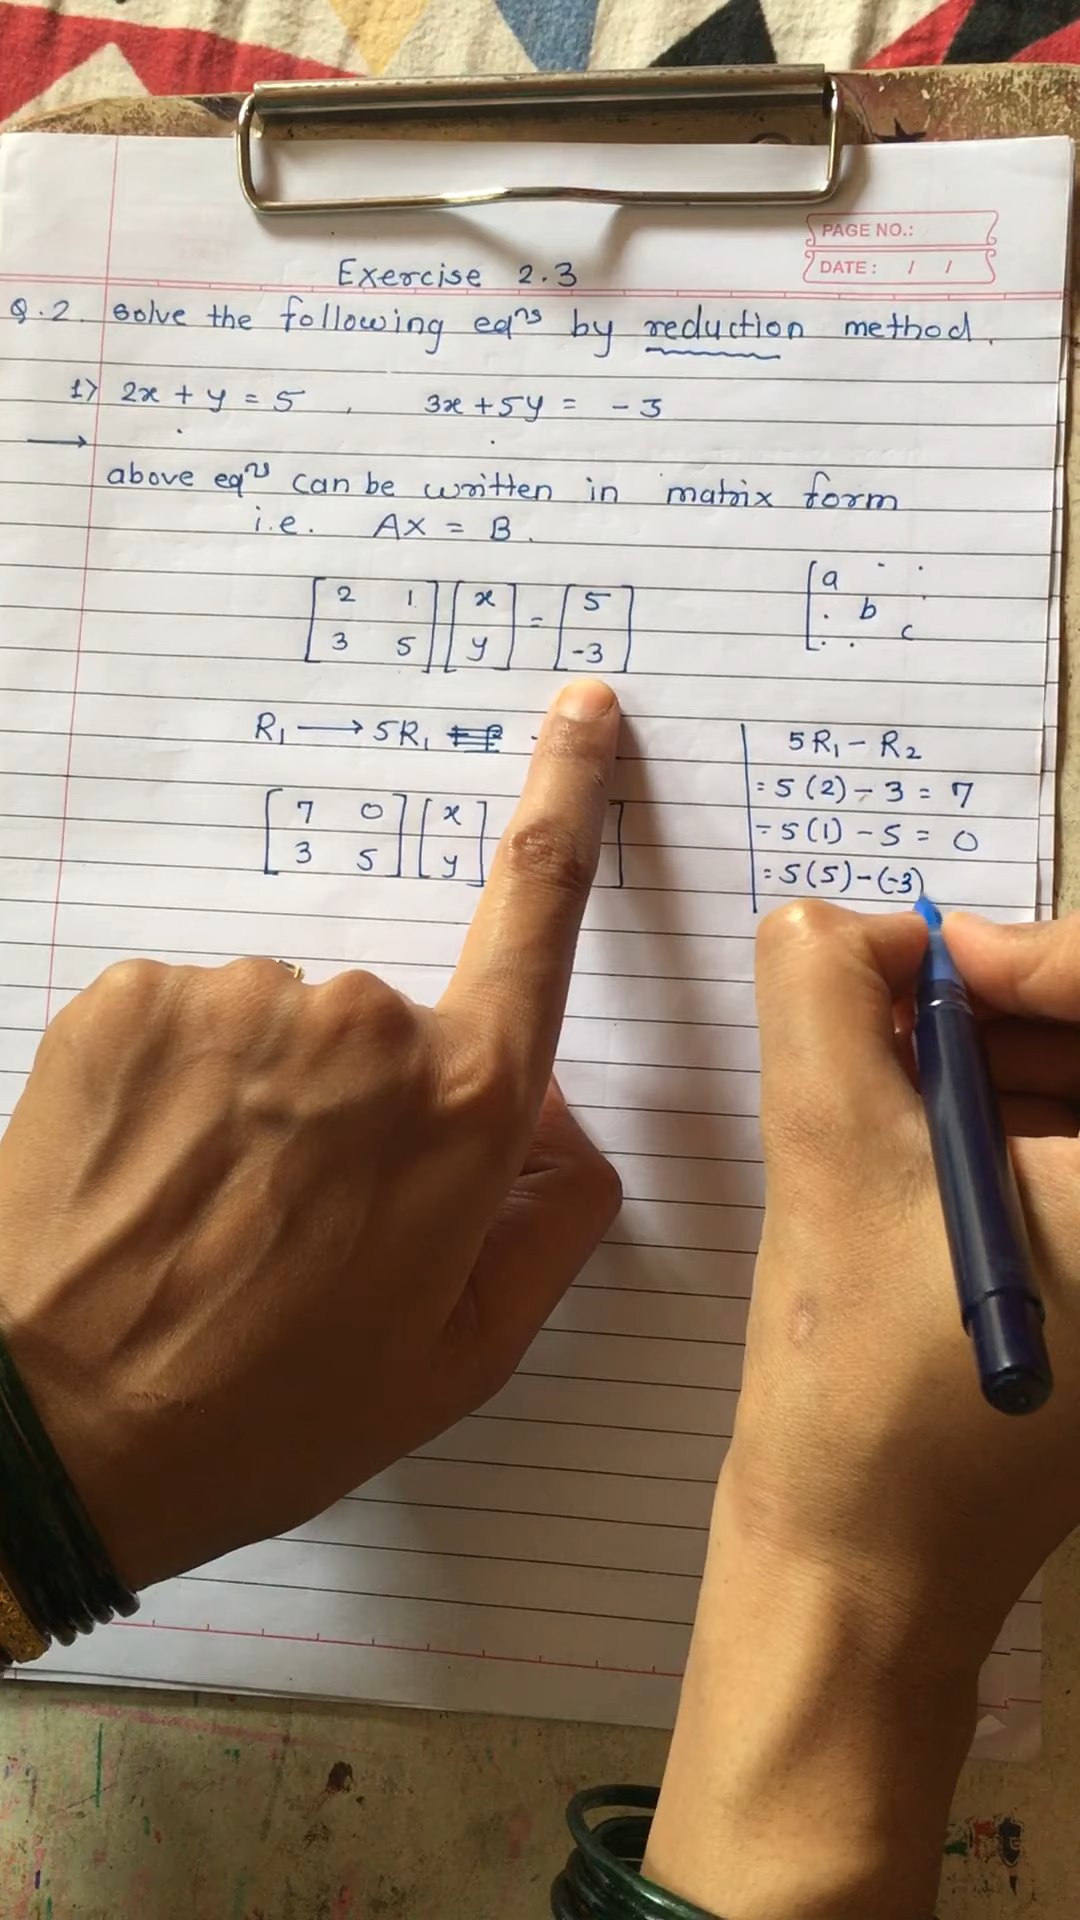 PAGE NO.:
DATE: / /
Exercise 2.3
Q.2. Solve the following eqⁿˢ by reduction method.
1) 2x + y = 5 , 3x + 5y = -3
→
above eqⁿˢ can be written in matrix form
i.e. AX = B.
[2 1] [x] = [5]
[3 5] [y] [-3]
[a . .
. b .
. . c
R₁ → 5R₁
[7 0] [x]
[3 5] [y] ]
5R₁ - R₂
= 5(2) - 3 = 7
= 5(1) - 5 = 0
= 5(5) - (-3)